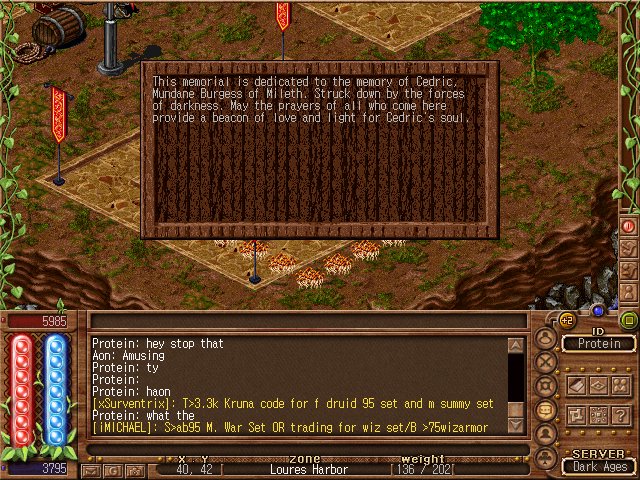 This memorial is dedicated to the memory of Cedric,
Mundane Burgess of Mileth. Struck down by the forces
of darkness. May the prayers of all who come here
provide a beacon of love and light for Cedric's soul.
5985
+2
ID
Protein
Protein: hey stop that
Aon: Amusing
Protein: ty
Protein:
Protein: haon
[xSurventrix]: T>3.3k Kruna code for f druid 95 set and m summy set
Protein: what the
[iMICHAEL]: S>ab95 M. War Set OR trading for wiz set/B >75wizarmor
?
3795
x y zone weight
40, 42 Loures Harbor 136 / 202
SERVER
Dark Ages